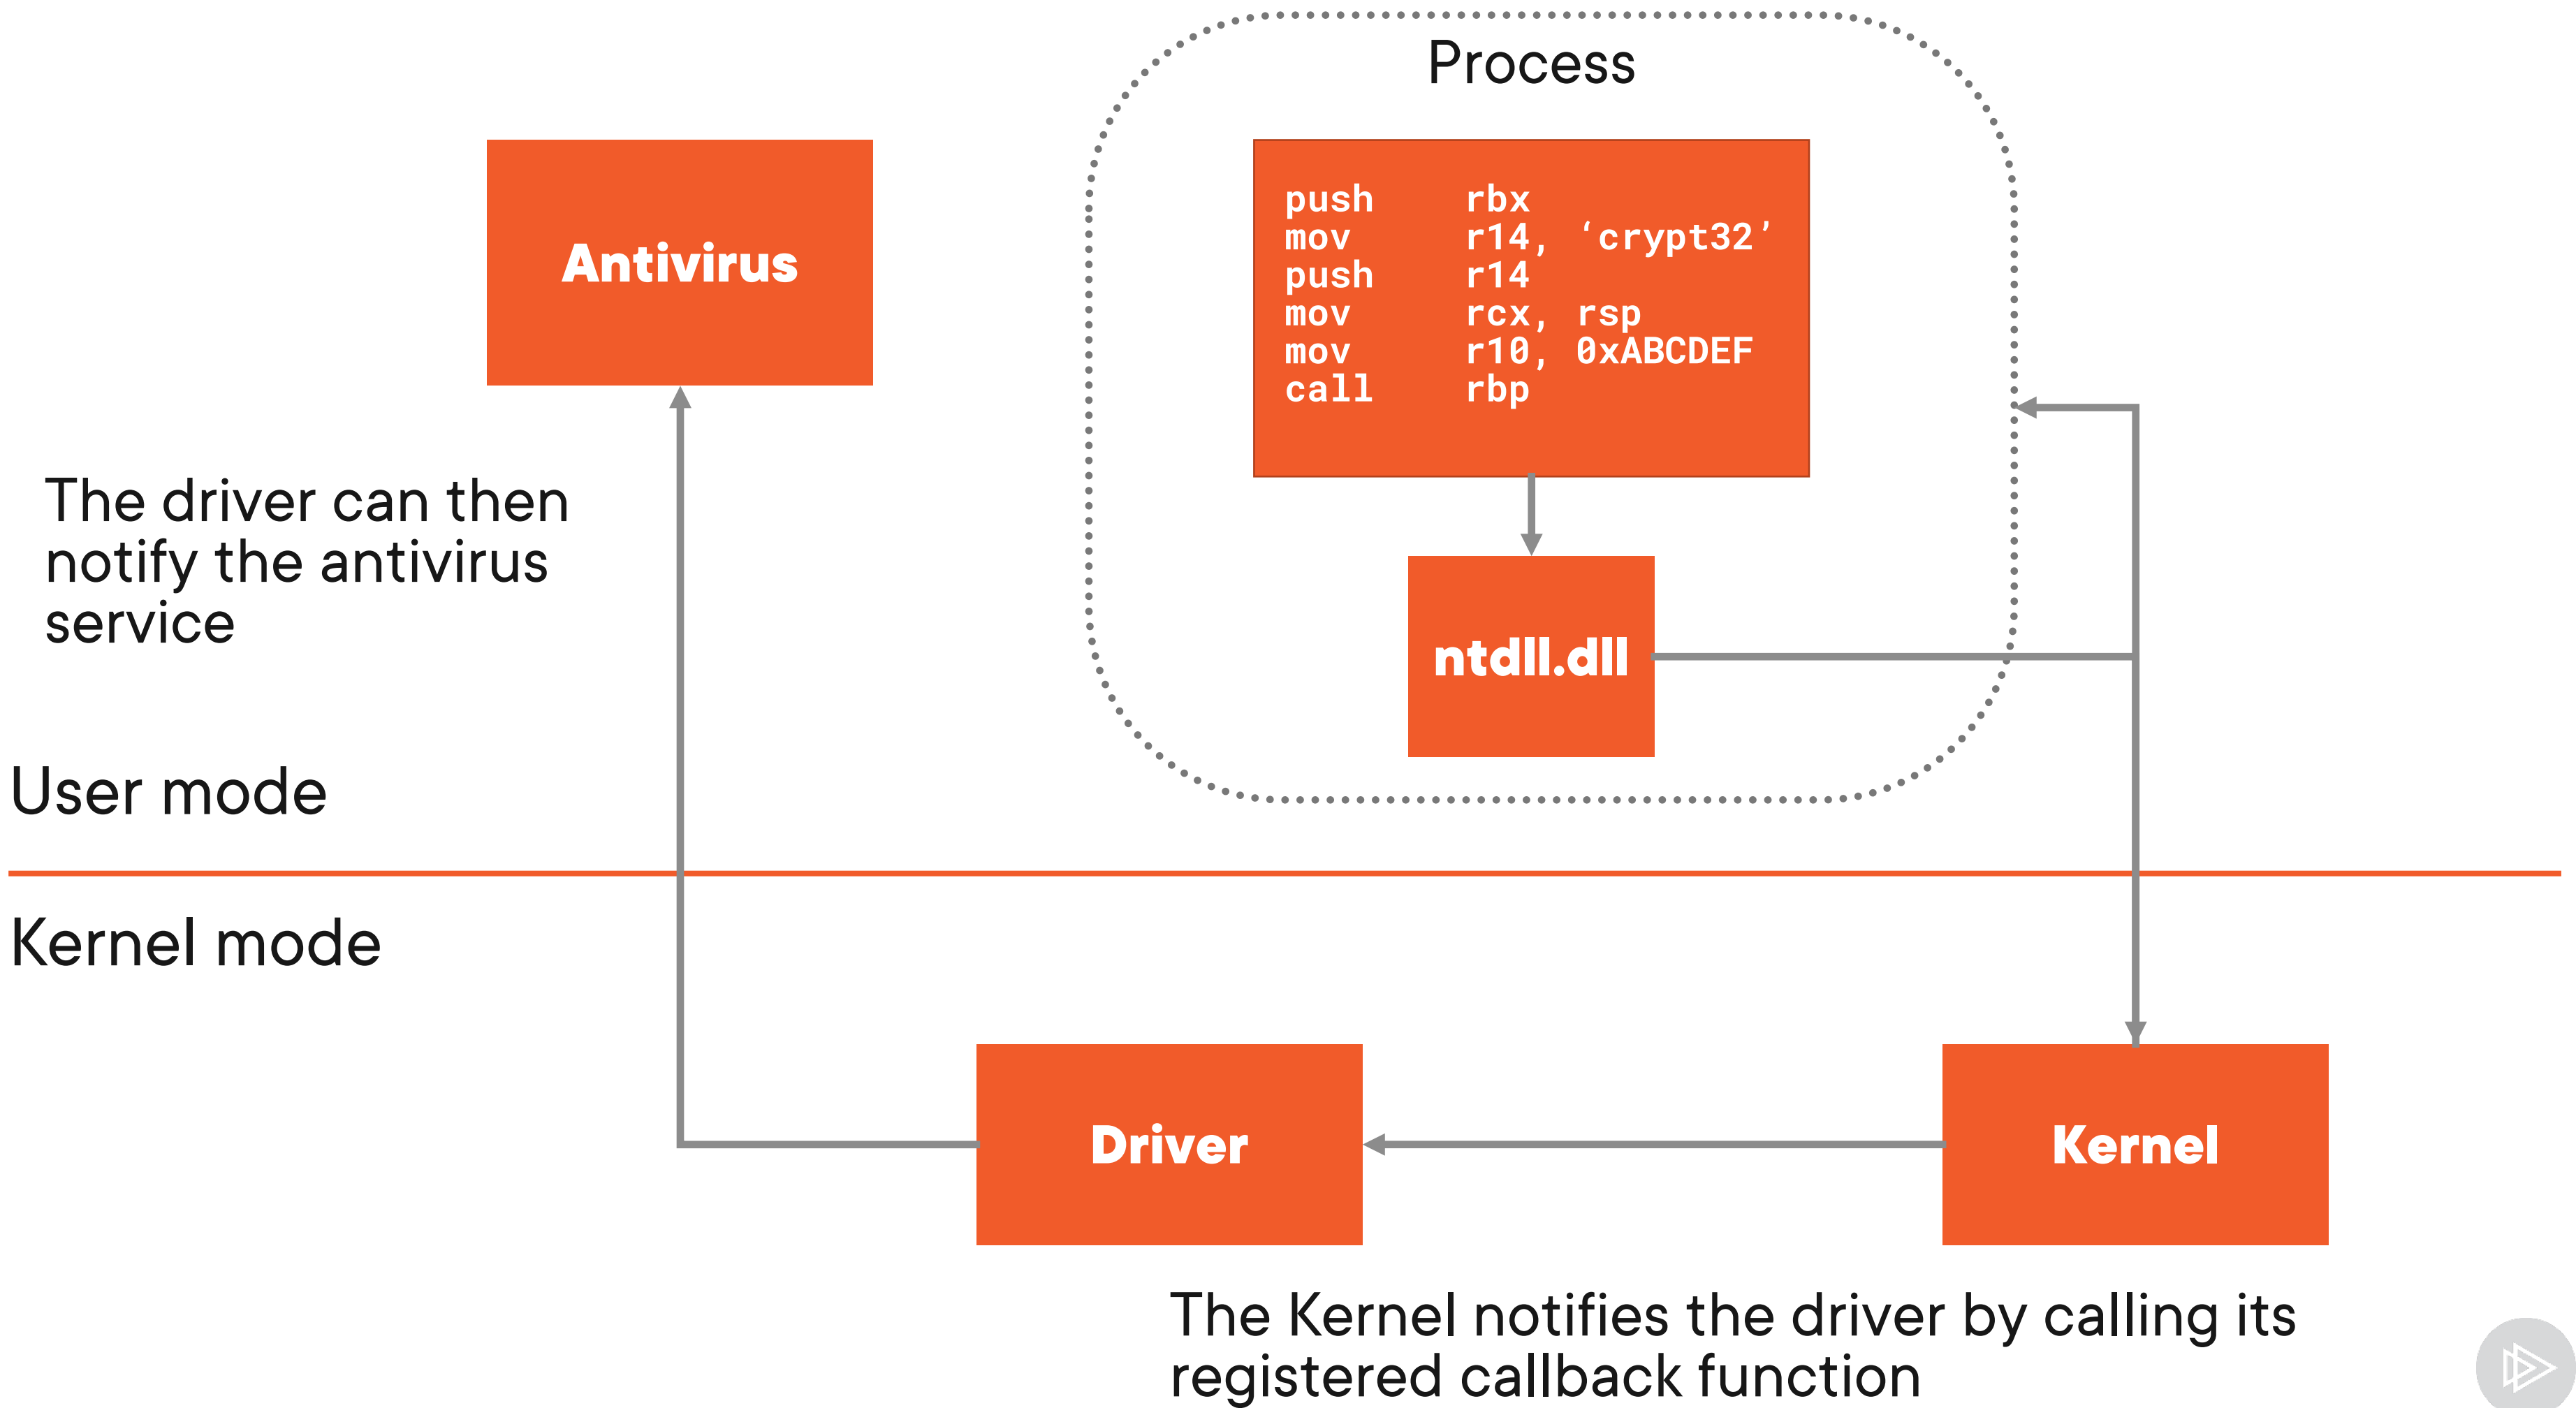 Process
push rbx
mov r14, ‘crypt32’
push r14
mov rcx, rsp
mov r10, 0xABCDEF
call rbp
Antivirus
The driver can then
notify the antivirus
service
ntdll.dll
User mode
Kernel mode
Driver
Kernel
The Kernel notifies the driver by calling its
registered callback function